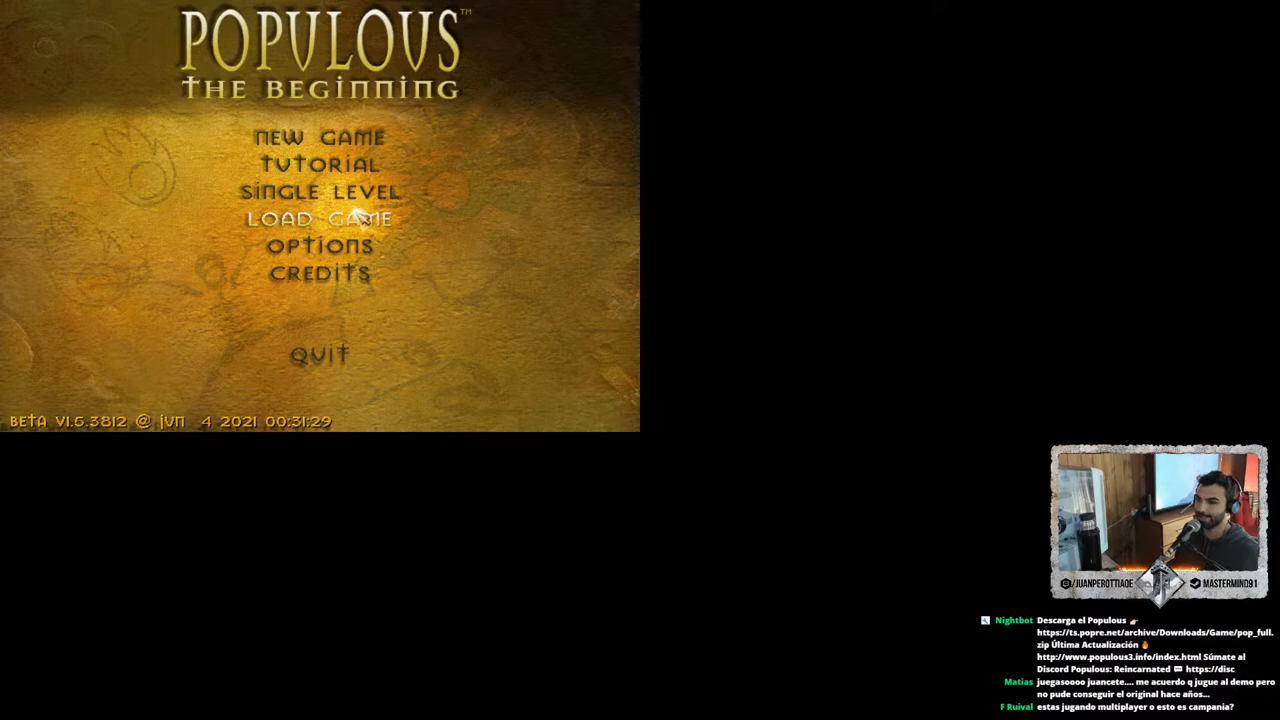 POPULOUS™
THE BEGINNING
NEW GAME
TUTORIAL
SINGLE LEVEL
LOAD GAME
OPTIONS
CREDITS
QUIT
BETA V1.5.3812 @ JUN 4 2021 00:31:29
/JUANPEROTTIAOE
MASTERMIND91
Nightbot Descarga el Populous 👉
https://ts.popre.net/archive/Downloads/Game/pop_full.
zip Última Actualización 🔥
http://www.populous3.info/index.html Súmate al
Discord Populous: Reincarnated 💬 https://disc
Matias juegasoooo juancete.... me acuerdo q jugue al demo pero
no pude conseguir el original hace años...
F Ruival estas jugando multiplayer o esto es campania?